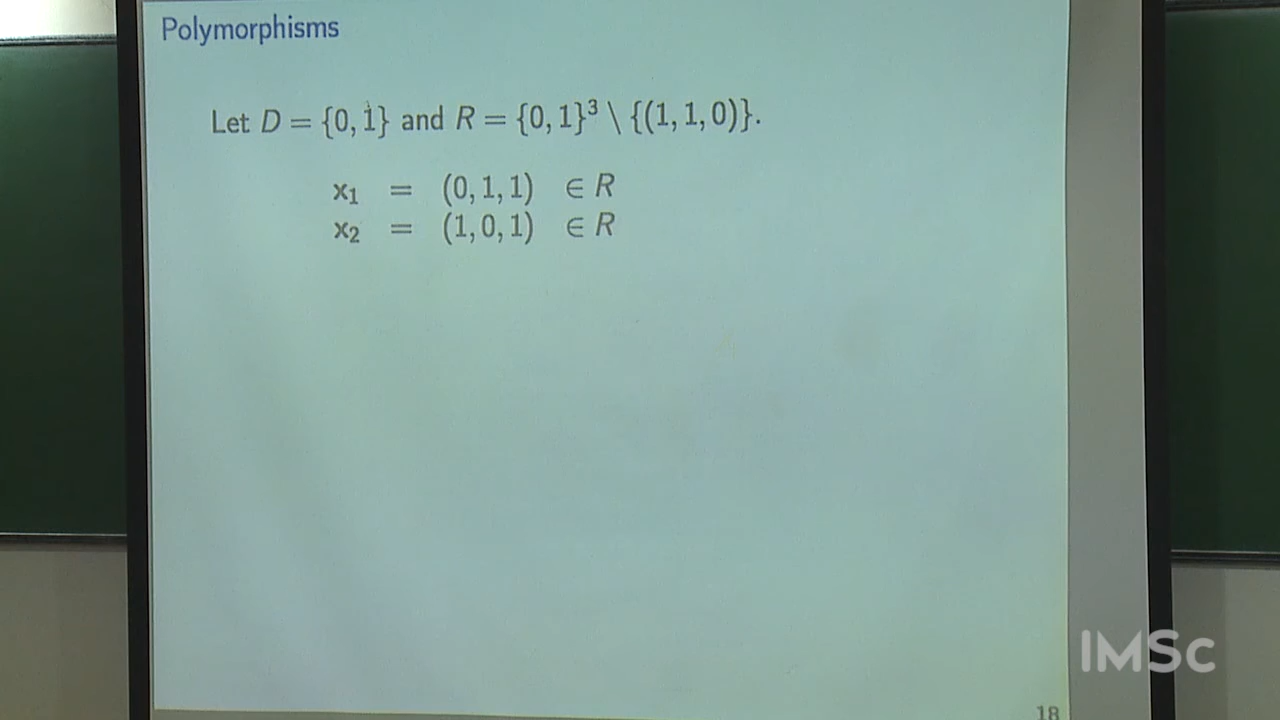 Polymorphisms
Let D = {0, 1} and R = {0, 1}³ \ {(1, 1, 0)}.
x₁ = (0, 1, 1) ∈ R
x₂ = (1, 0, 1) ∈ R
IMSc
18